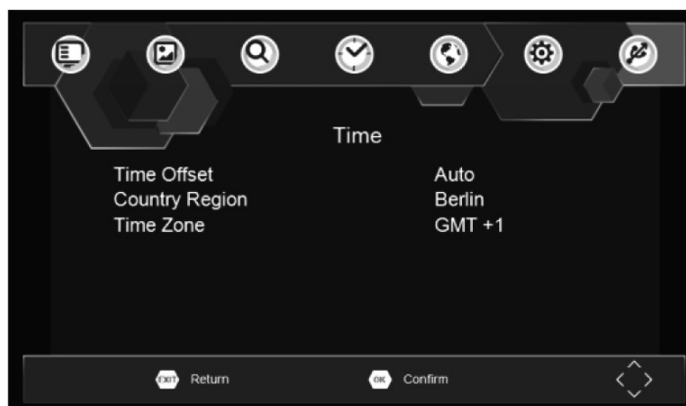 Time
Time Offset Auto
Country Region Berlin
Time Zone GMT +1
EXIT Return OK Confirm